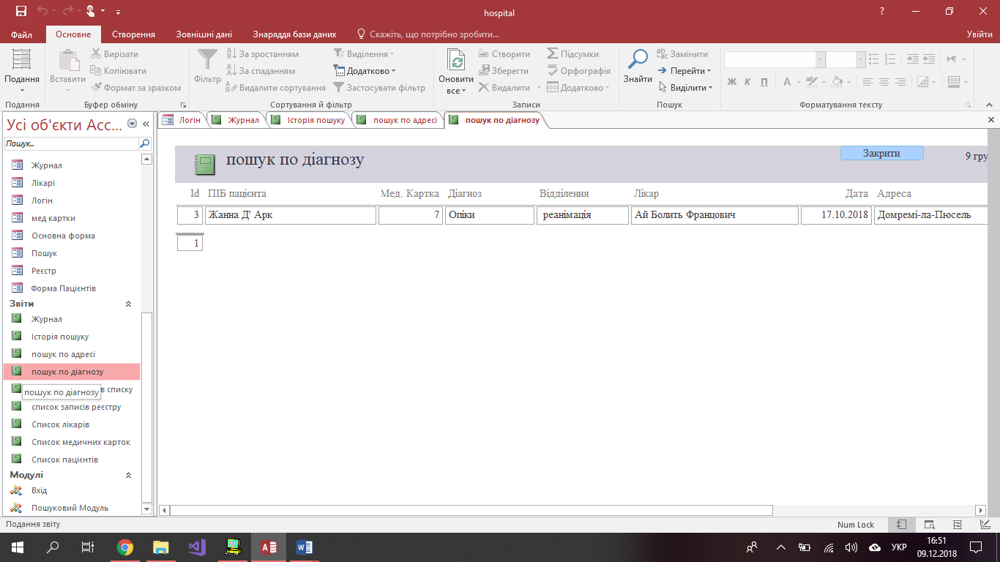 hospital
?
Файл Основне Створення Зовнішні дані Знаряддя бази даних Скажіть, що потрібно зробити... Увійти
Подання
Вставити
Вирізати
Копіювати
Формат за зразком
Фільтр
За зростанням
За спаданням
Видалити сортування
Виділення
Додатково
Застосувати фільтр
Оновити
все
Створити
Зберегти
Видалити
Підсумки
Орфографія
Додатково
Знайти
Замінити
Перейти
Виділити
Ж К П А
Подання Буфер обміну Сортування й фільтр Записи Пошук Форматування тексту
Усі об'єкти Acc...
Пошук...
Журнал
Лікарі
Логін
мед картки
Основна форма
Пошук
Реєстр
Форма Пацієнтів
Звіти
Журнал
Історія пошуку
пошук по адресі
пошук по діагнозу
в списку
пошук по діагнозу
список записів реєстру
Список лікарів
Список медичних карток
Список пацієнтів
Модулі
Вхід
Пошуковий Модуль
Логін Журнал Історія пошуку пошук по адресі пошук по діагнозу
пошук по діагнозу
Закрити
9 гру
Id ПІБ пацієнта Мед. Картка Діагноз Відділення Лікар Дата Адреса
3 Жанна Д' Арк 7 Опіки реанімація Ай Болить Францович 17.10.2018 Домремі-ла-Пюсель
1
Подання звіту
Num Lock
УКР
16:51
09.12.2018